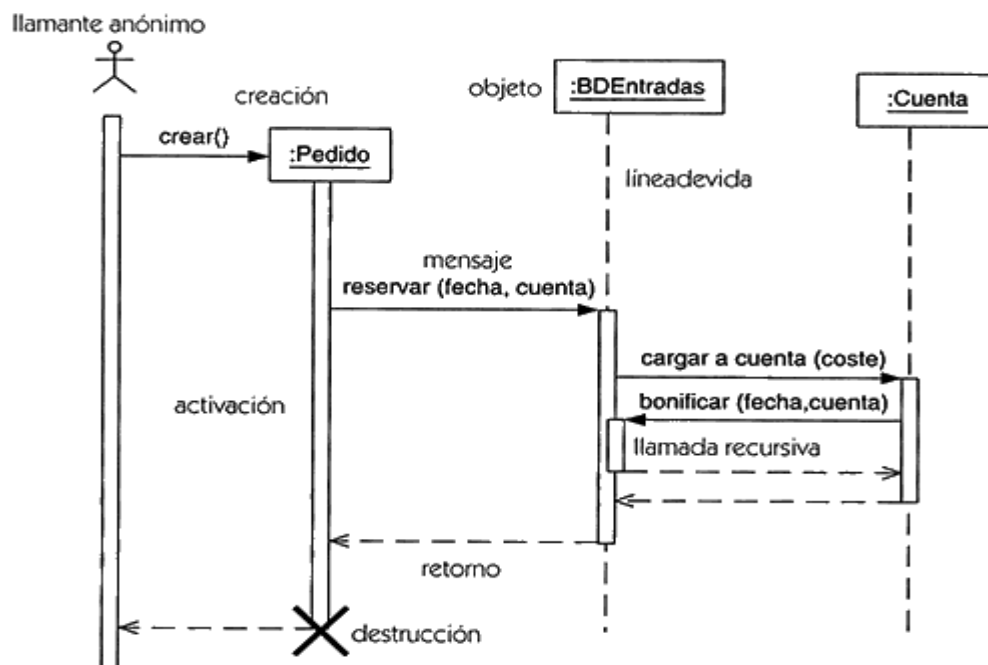 llamante anónimo
creación
objeto
:BDEntradas
:Cuenta
crear()
:Pedido
líneadevida
mensaje
reservar (fecha, cuenta)
cargar a cuenta (coste)
activación
bonificar (fecha,cuenta)
llamada recursiva
retorno
destrucción